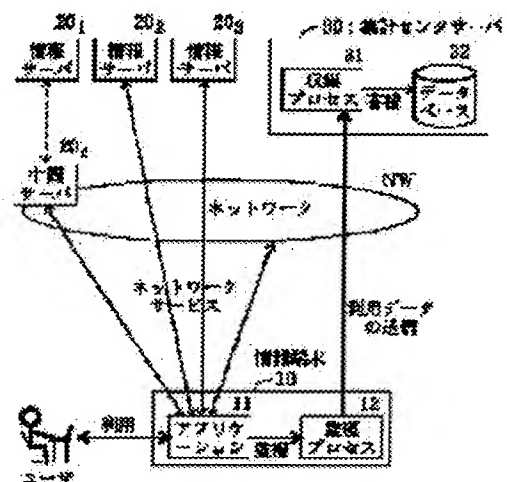 20₁
20₂
20₃
情報
サーバ
情報
サーバ
情報
サーバ
30:統計センタサーバ
31
32
収録
プロセス
蓄積
データ
ベース
20₄
中間
サーバ
NW
ネットワーク
ネットワーク
サービス
利用データ
の送信
情報端末
10
11
12
利用
アプリケ
ーション
監視
監視
プロセス
ユーザ